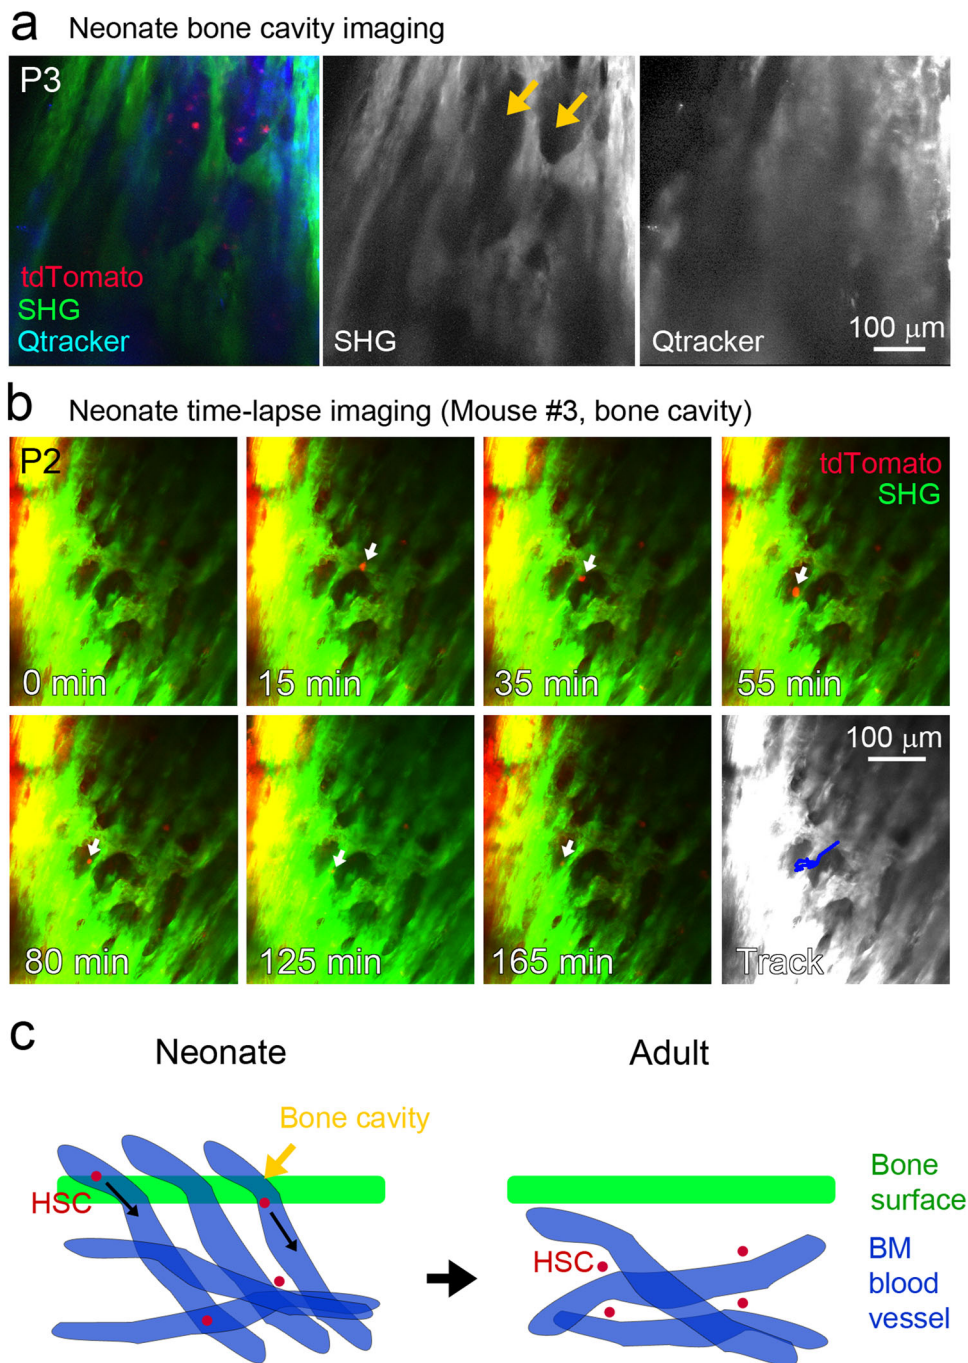 a Neonate bone cavity imaging
P3
tdTomato
SHG
Qtracker
SHG
Qtracker
100 μm
b Neonate time-lapse imaging (Mouse #3, bone cavity)
P2
tdTomato
SHG
0 min
15 min
35 min
55 min
80 min
125 min
165 min
100 μm
Track
c
Neonate
Adult
Bone cavity
HSC
HSC
Bone
surface
BM
blood
vessel